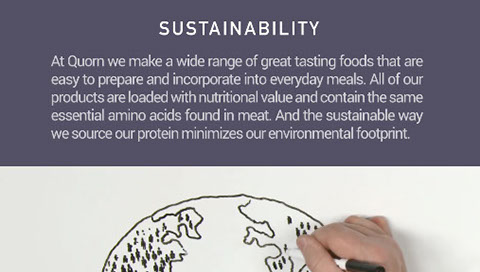 SUSTAINABILITY
At Quorn we make a wide range of great tasting foods that are
easy to prepare and incorporate into everyday meals. All of our
products are loaded with nutritional value and contain the same
essential amino acids found in meat. And the sustainable way
we source our protein minimizes our environmental footprint.